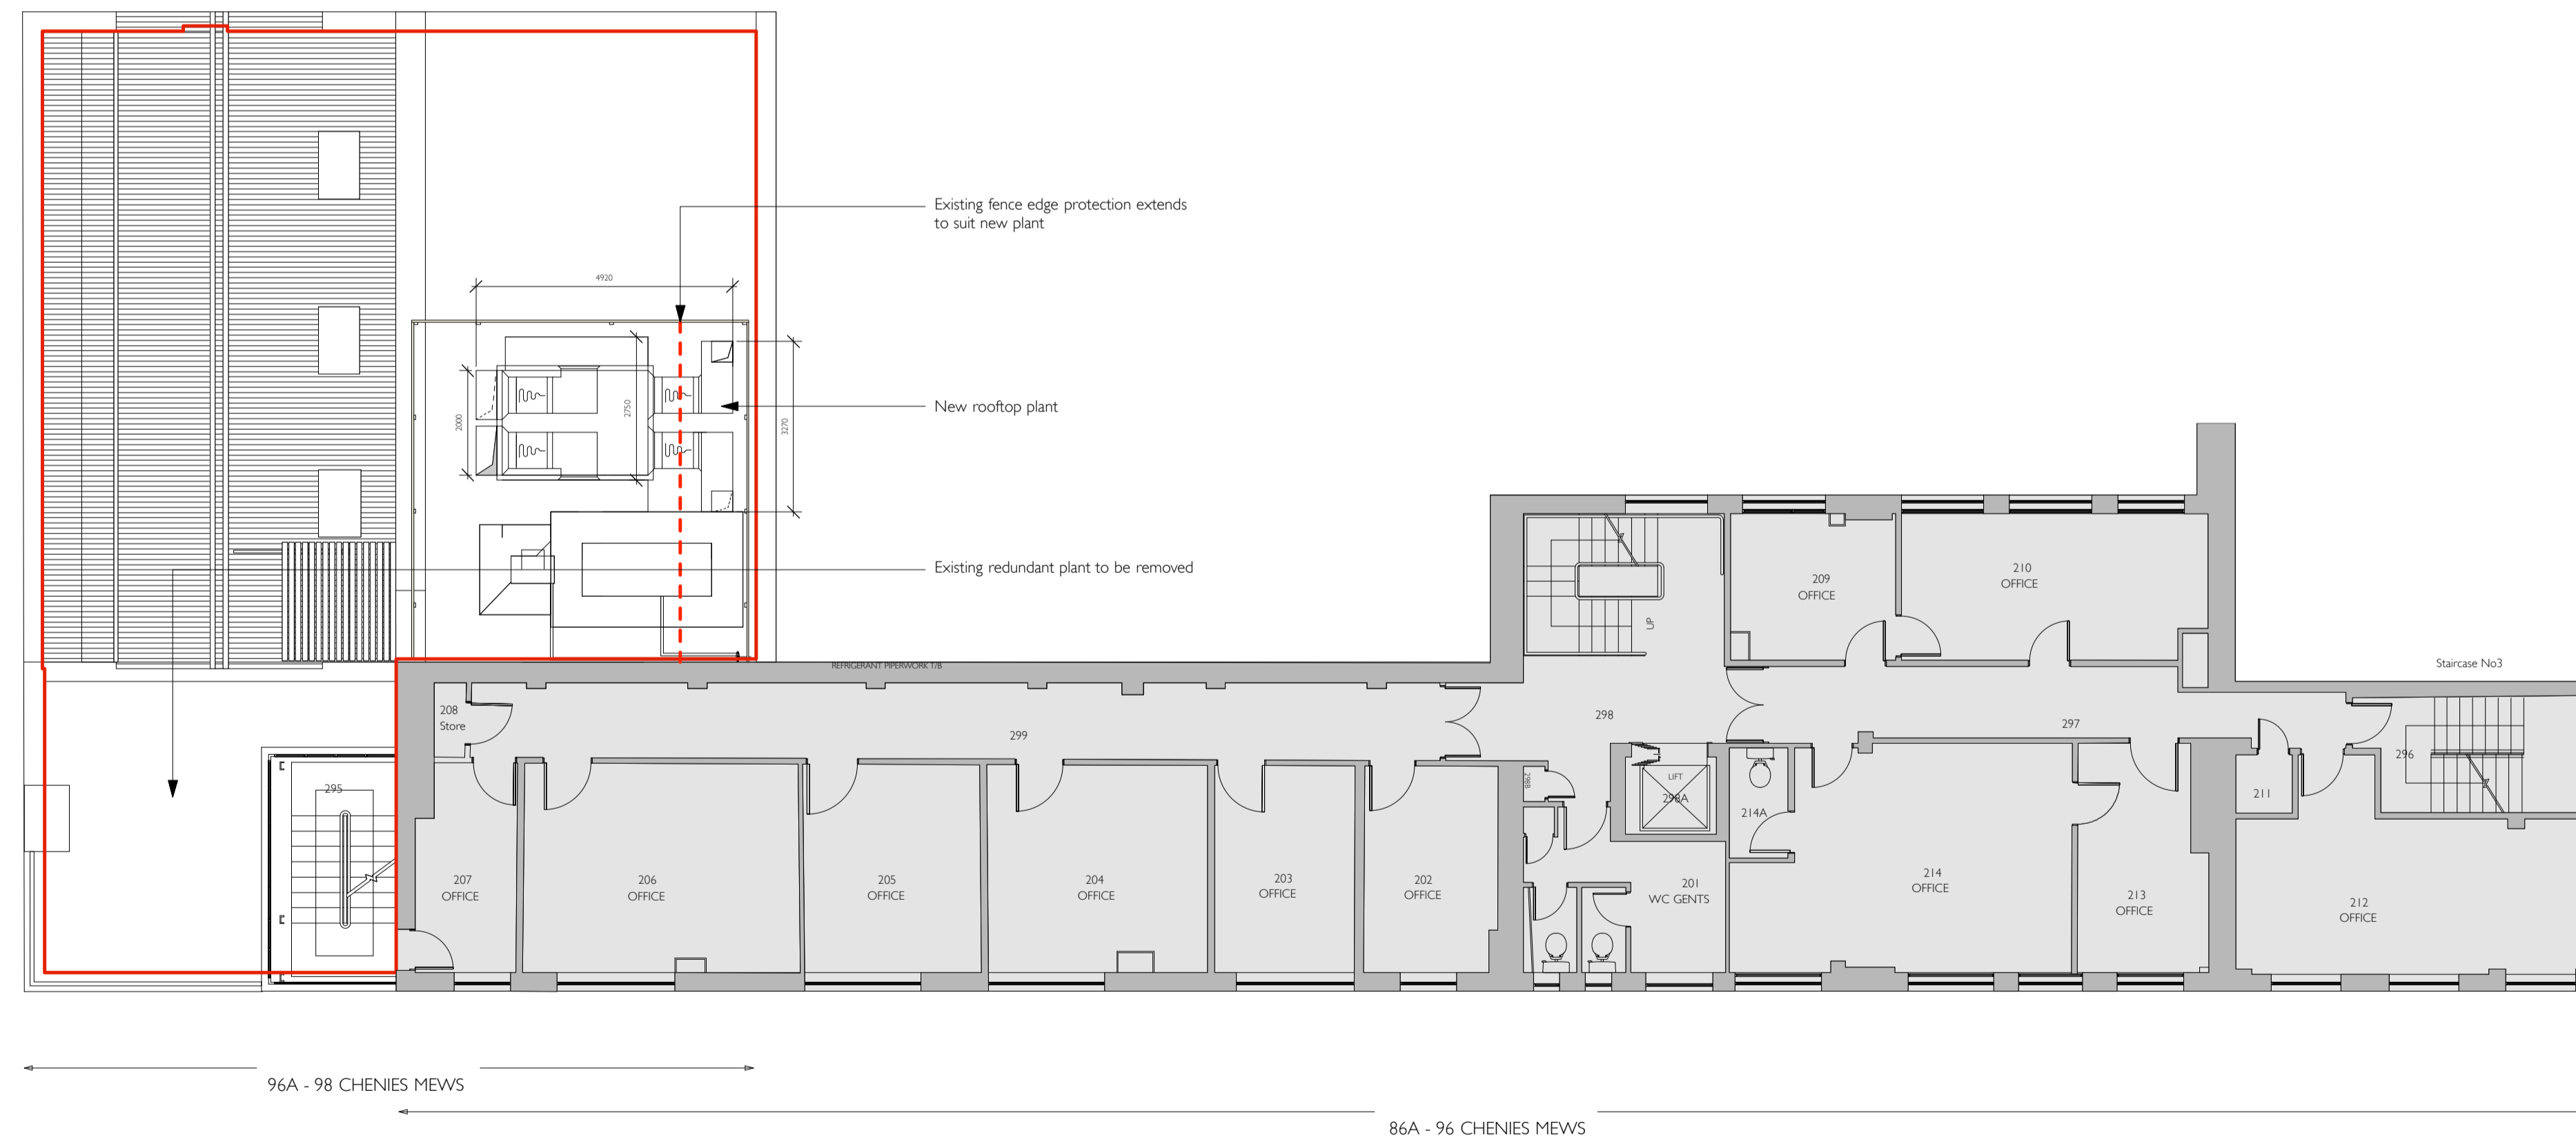 Existing fence edge protection extends
to suit new plant
4920
2000
2750
3270
New rooftop plant
Existing redundant plant to be removed
REFRIGERANT PIPERWORK T/B
UP
209
OFFICE
210
OFFICE
Staircase No3
208
Store
299
298
297
296
295
298B
LIFT
298A
214A
211
207
OFFICE
206
OFFICE
205
OFFICE
204
OFFICE
203
OFFICE
202
OFFICE
201
WC GENTS
214
OFFICE
213
OFFICE
212
OFFICE
96A - 98 CHENIES MEWS
86A - 96 CHENIES MEWS